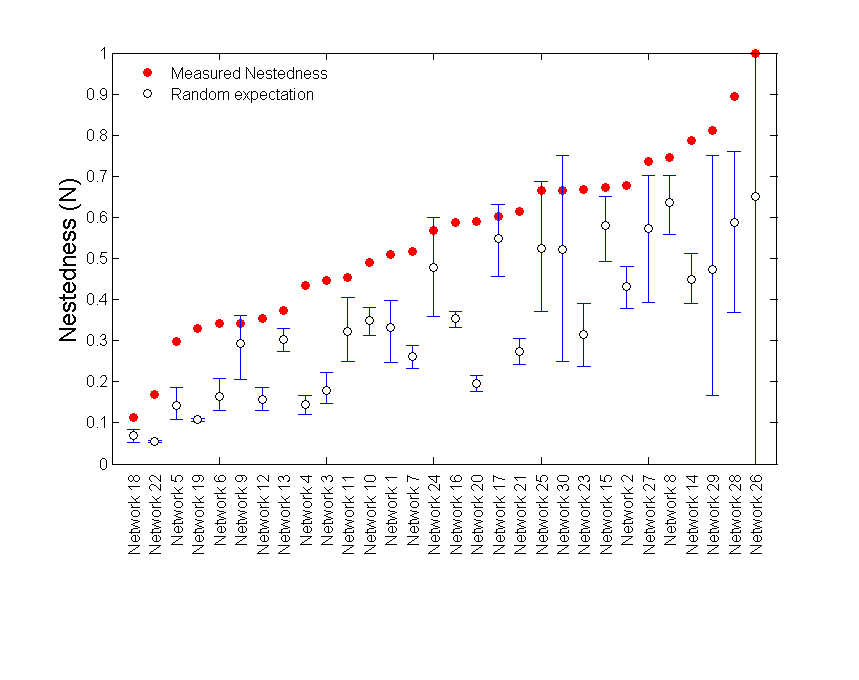 Nestedness (N)
1
0.9
0.8
0.7
0.6
0.5
0.4
0.3
0.2
0.1
0
Measured Nestedness
Random expectation
Network 18
Network 22
Network 5
Network 19
Network 6
Network 9
Network 12
Network 13
Network 4
Network 3
Network 11
Network 10
Network 1
Network 7
Network 24
Network 16
Network 20
Network 17
Network 21
Network 25
Network 30
Network 23
Network 15
Network 2
Network 27
Network 8
Network 14
Network 29
Network 28
Network 26